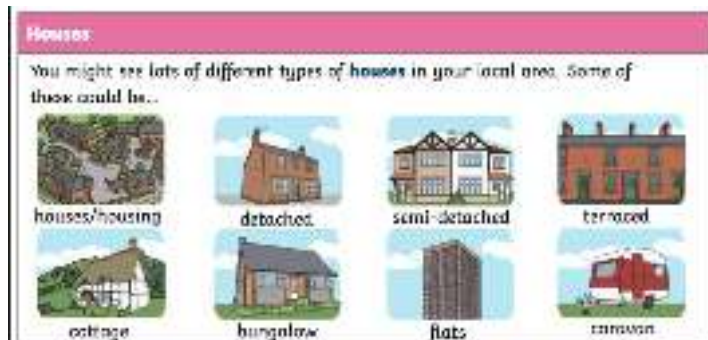 Houses
You might see lots of different types of houses in your local area. Some of
these could be...
houses/housing
detached
semi-detached
terraced
cottage
bungalow
flats
caravan